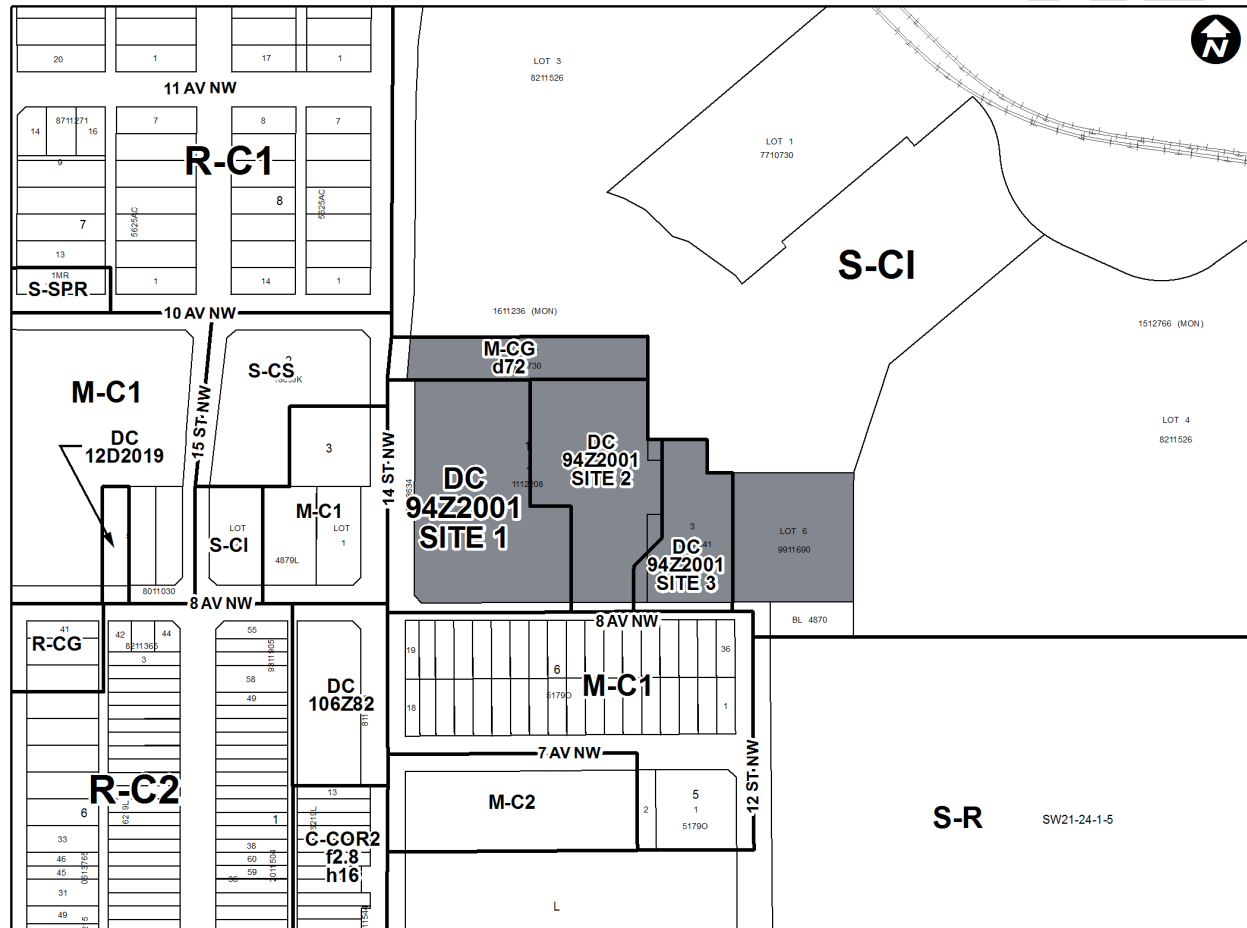 N
20
1
17
1
LOT 3
8211526
11 AV NW
14
8711271
16
7
8
7
9
R-C1
LOT 1
7710730
5625AC
8
5625AC
7
13
1MR
1
14
1
S-SPR
S-CI
10 AV NW
1611236 (MON)
1512766 (MON)
M-CG
d72
S-CS
M-C1
15 ST NW
DC
12D2019
3
14 ST NW
DC
94Z2001
SITE 1
1112208
DC
94Z2001
SITE 2
LOT 4
8211526
LOT
S-CI
M-C1
LOT
1
4879L
3
DC
94Z2001
SITE 3
LOT 6
9911690
8011030
8 AV NW
8 AV NW
BL 4870
41
R-CG
42
44
8211365
3
55
9311905
58
49
DC
106Z82
19
36
6
5179O
M-C1
18
1
7 AV NW
12 ST NW
R-C2
6
6219L
1
13
6219L
M-C2
2
5
1
5179O
S-R
SW21-24-1-5
C-COR2
f2.8
h16
33
46
45
31
49
0613765
38
60
59
2011504
L